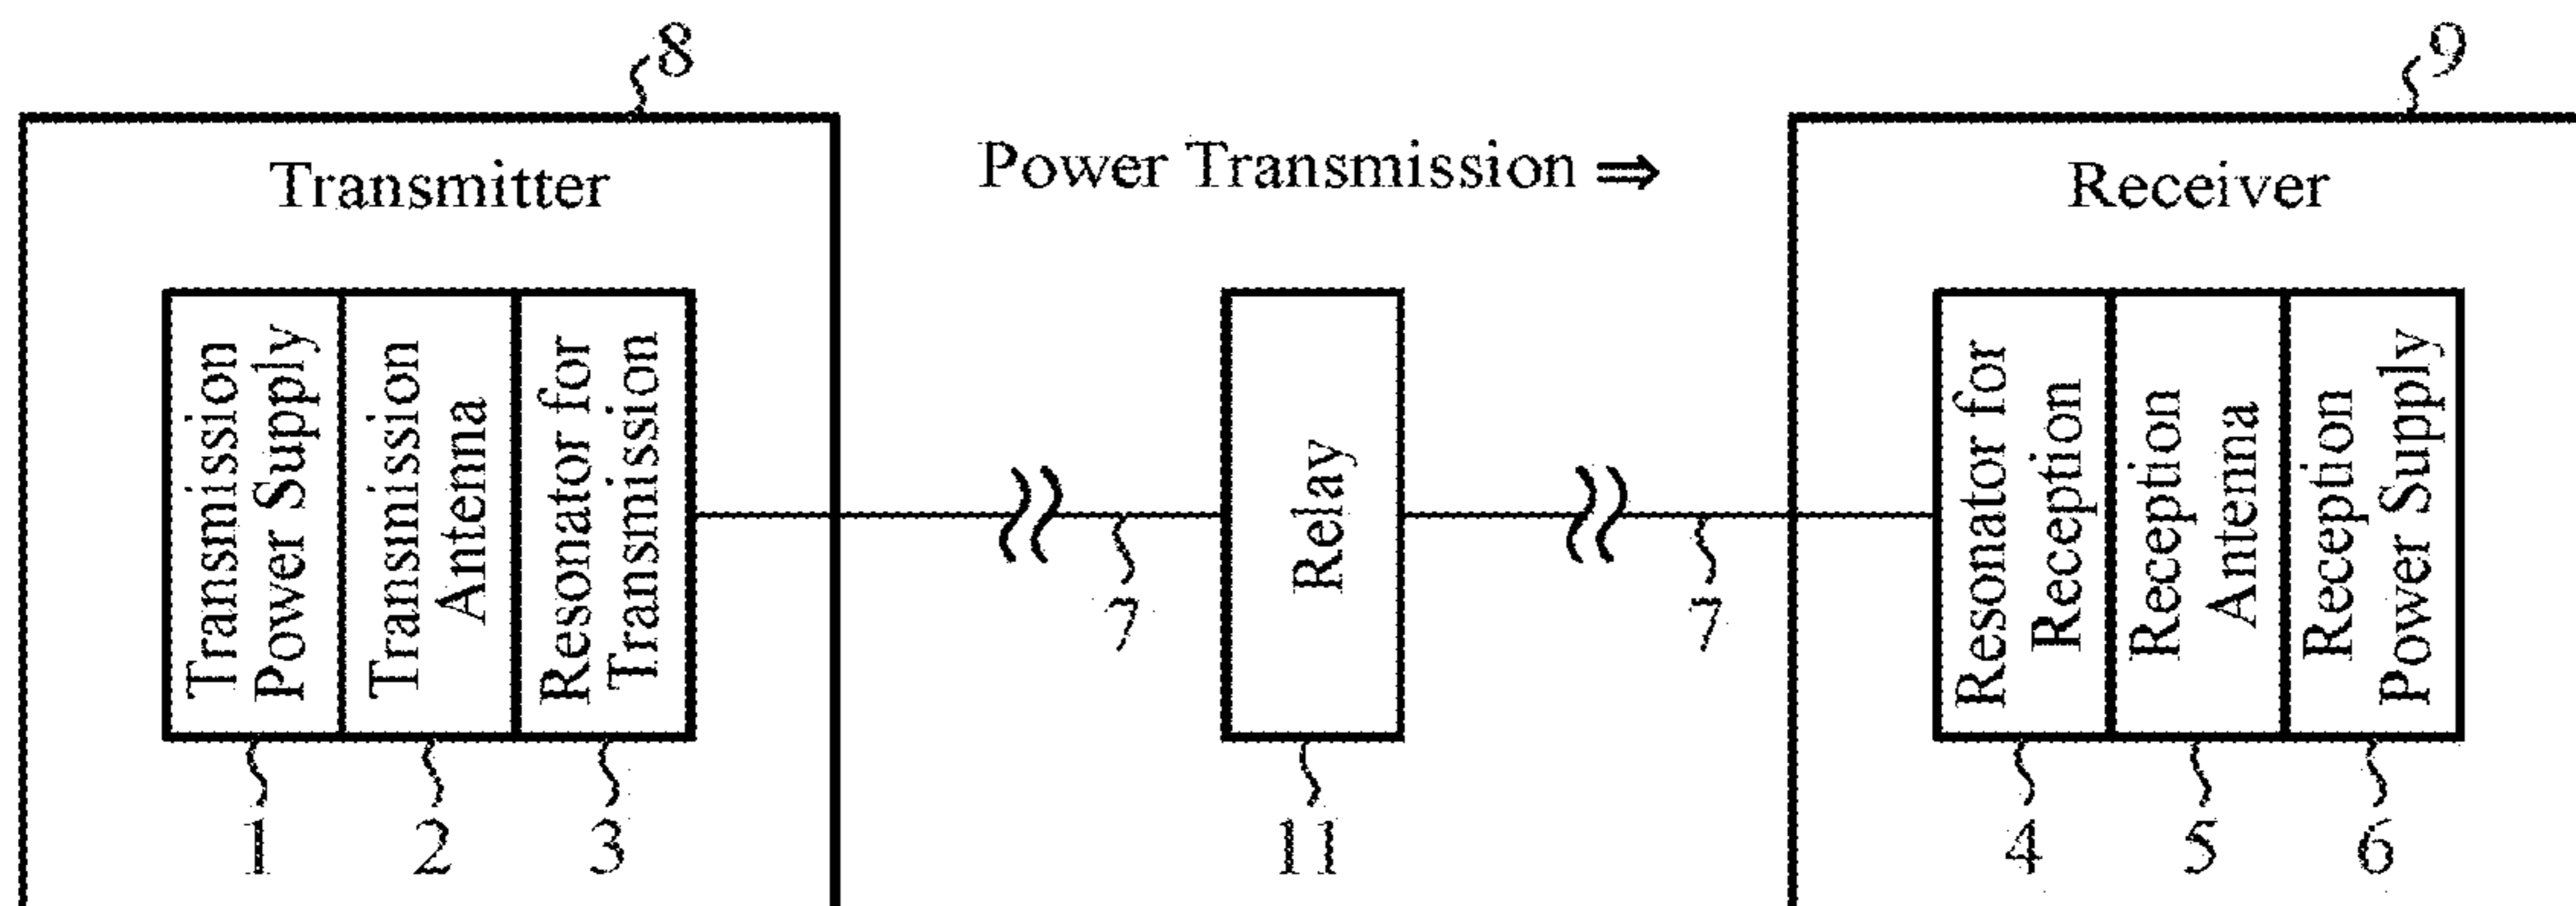 8
9
Transmitter
Power Transmission ⇒
Receiver
Transmission
Power Supply
Transmission
Antenna
Resonator for
Transmission
Relay
Resonator for
Reception
Reception
Antenna
Reception
Power Supply
7
7
1
2
3
11
4
5
6